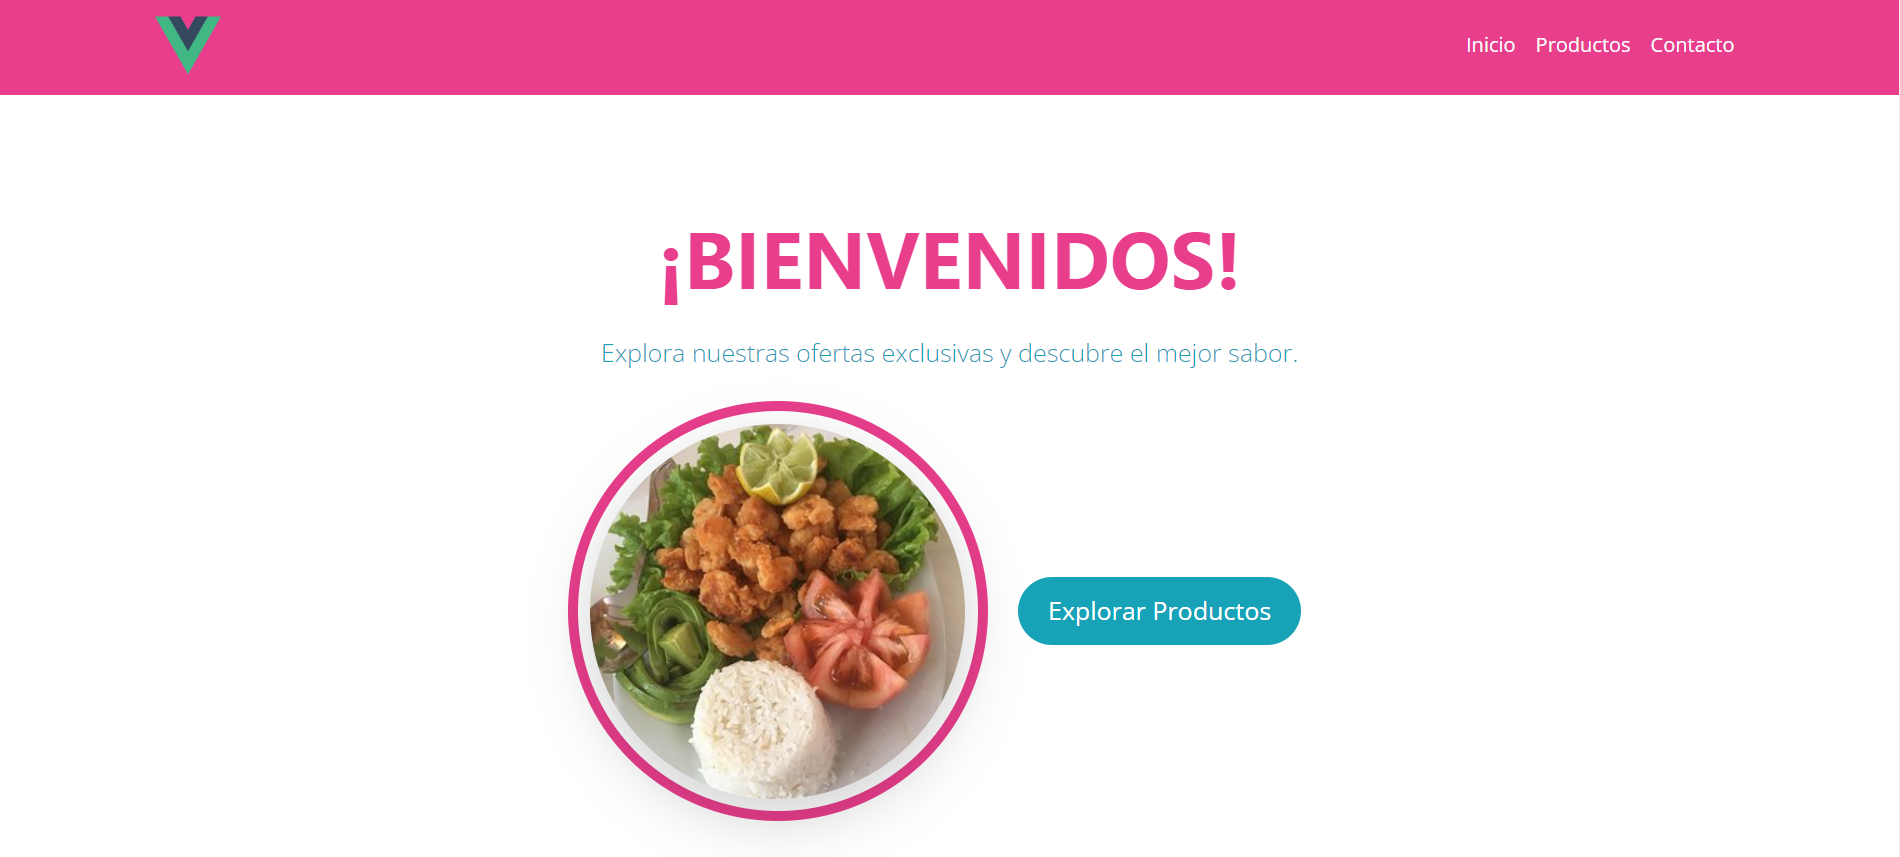 Inicio Productos Contacto
¡BIENVENIDOS!
Explora nuestras ofertas exclusivas y descubre el mejor sabor.
Explorar Productos